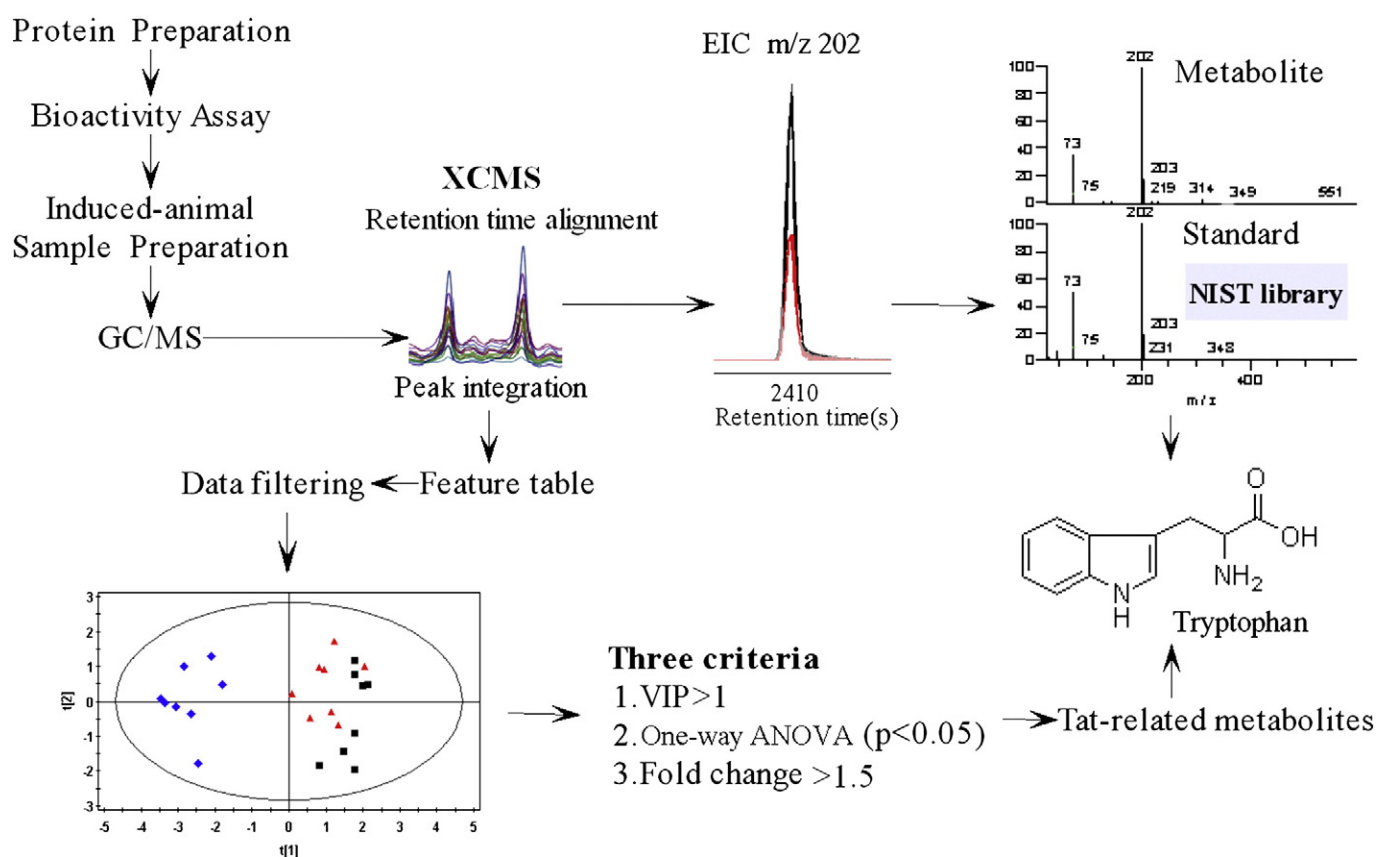 Protein Preparation
Bioactivity Assay
Induced-animal
Sample Preparation
GC/MS
XCMS
Retention time alignment
Peak integration
EIC m/z 202
2410
Retention time(s)
202
100
80
60
40
20
0
Metabolite
73
75
203
219
314
349
551
202
100
80
60
40
20
0
Standard
NIST library
73
75
203
231
348
200
400
m/z
Data filtering
Feature table
3
2
1
0
-1
-2
-3
t[2]
-5 -4 -3 -2 -1 0 1 2 3 4 5
t[1]
Three criteria
1.VIP>1
2.One-way ANOVA (p<0.05)
3.Fold change >1.5
O
OH
NH2
N
H
Tryptophan
Tat-related metabolites